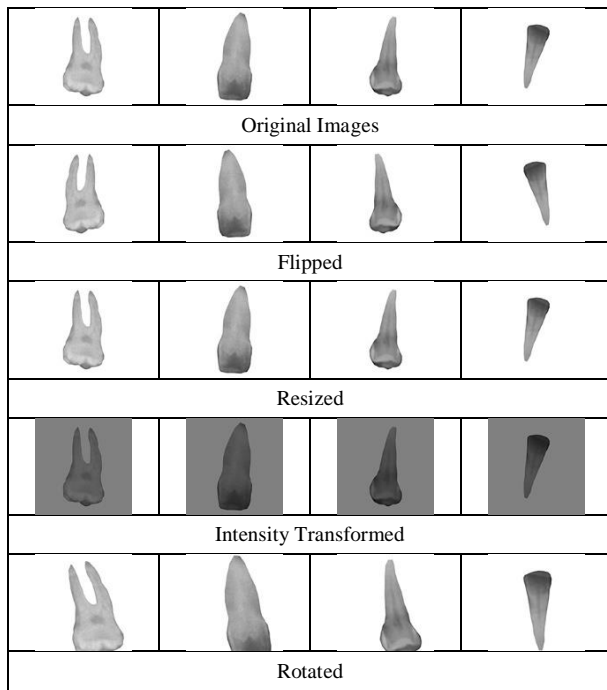 Original Images
Flipped
Resized
Intensity Transformed
Rotated